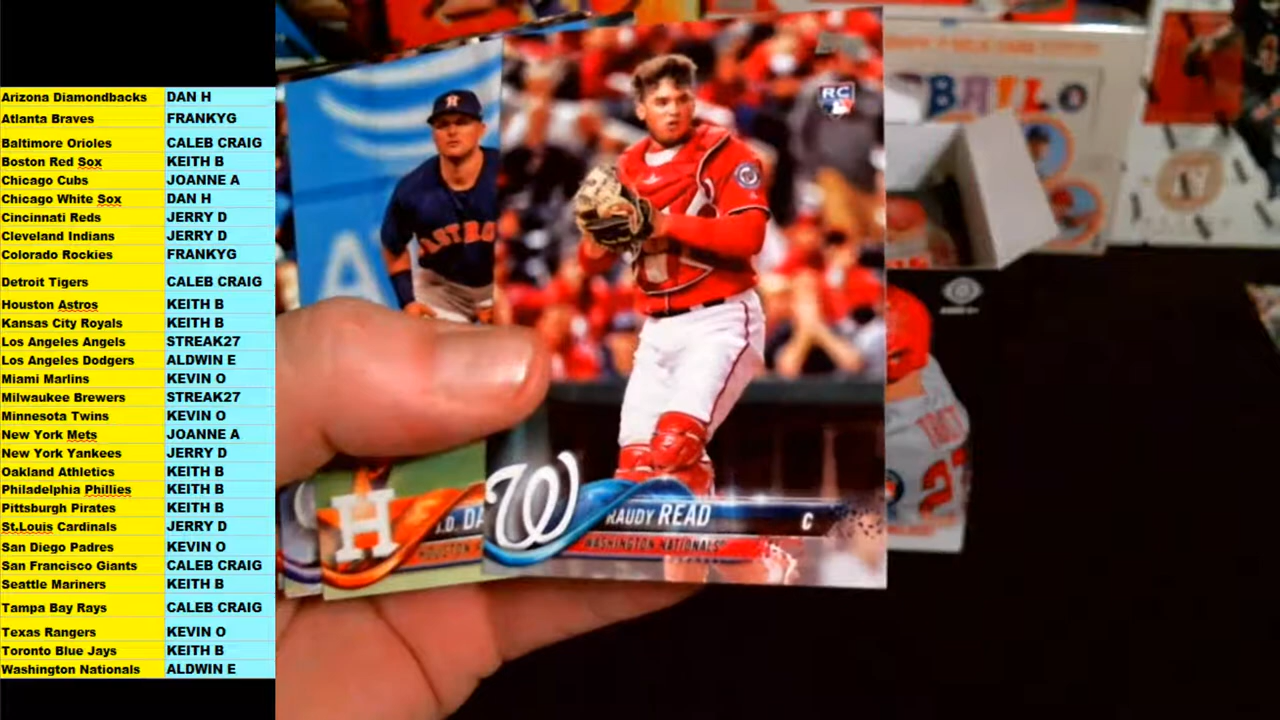 Arizona Diamondbacks DAN H
Atlanta Braves FRANKYG
Baltimore Orioles CALEB CRAIG
Boston Red Sox KEITH B
Chicago Cubs JOANNE A
Chicago White Sox DAN H
Cincinnati Reds JERRY D
Cleveland Indians JERRY D
Colorado Rockies FRANKYG
Detroit Tigers CALEB CRAIG
Houston Astros KEITH B
Kansas City Royals KEITH B
Los Angeles Angels STREAK27
Los Angeles Dodgers ALDWIN E
Miami Marlins KEVIN O
Milwaukee Brewers STREAK27
Minnesota Twins KEVIN O
New York Mets JOANNE A
New York Yankees JERRY D
Oakland Athletics KEITH B
Philadelphia Phillies KEITH B
Pittsburgh Pirates KEITH B
St.Louis Cardinals JERRY D
San Diego Padres KEVIN O
San Francisco Giants CALEB CRAIG
Seattle Mariners KEITH B
Tampa Bay Rays CALEB CRAIG
Texas Rangers KEVIN O
Toronto Blue Jays KEITH B
Washington Nationals ALDWIN E
H
ASTRO
RC
W
RAUDY READ C
WASHINGTON NATIONALS
H
J.D. DA
HOUSTON
BALL
27